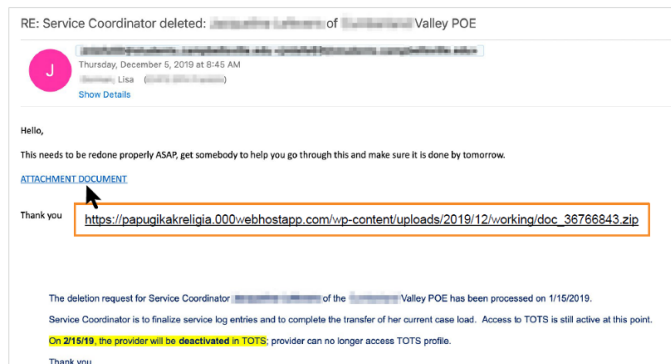 RE: Service Coordinator deleted: of Valley POE
J
Thursday, December 5, 2019 at 8:45 AM
Lisa
Show Details
Hello,
This needs to be redone properly ASAP, get somebody to help you go through this and make sure it is done by tomorrow.
ATTACHMENT DOCUMENT
Thank you
https://papugikakreligia.000webhostapp.com/wp-content/uploads/2019/12/working/doc_36766843.zip
The deletion request for Service Coordinator of the Valley POE has been processed on 1/15/2019.
Service Coordinator is to finalize service log entries and to complete the transfer of her current case load. Access to TOTS is still active at this point.
On 2/15/19, the provider will be deactivated in TOTS; provider can no longer access TOTS profile.
Thank you